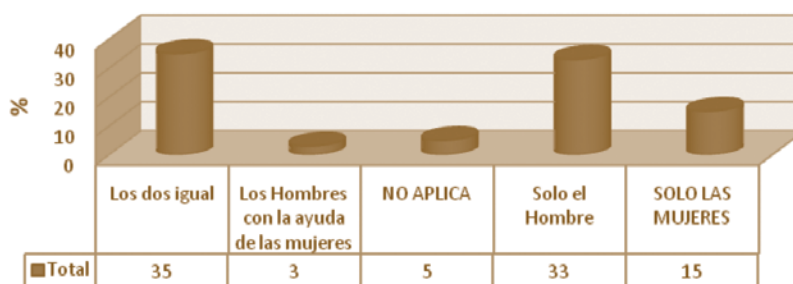 40
30
20
10
0
%
Los dos igual
Los Hombres
con la ayuda
de las mujeres
NO APLICA
Solo el
Hombre
SOLO LAS
MUJERES
Total 35 3 5 33 15